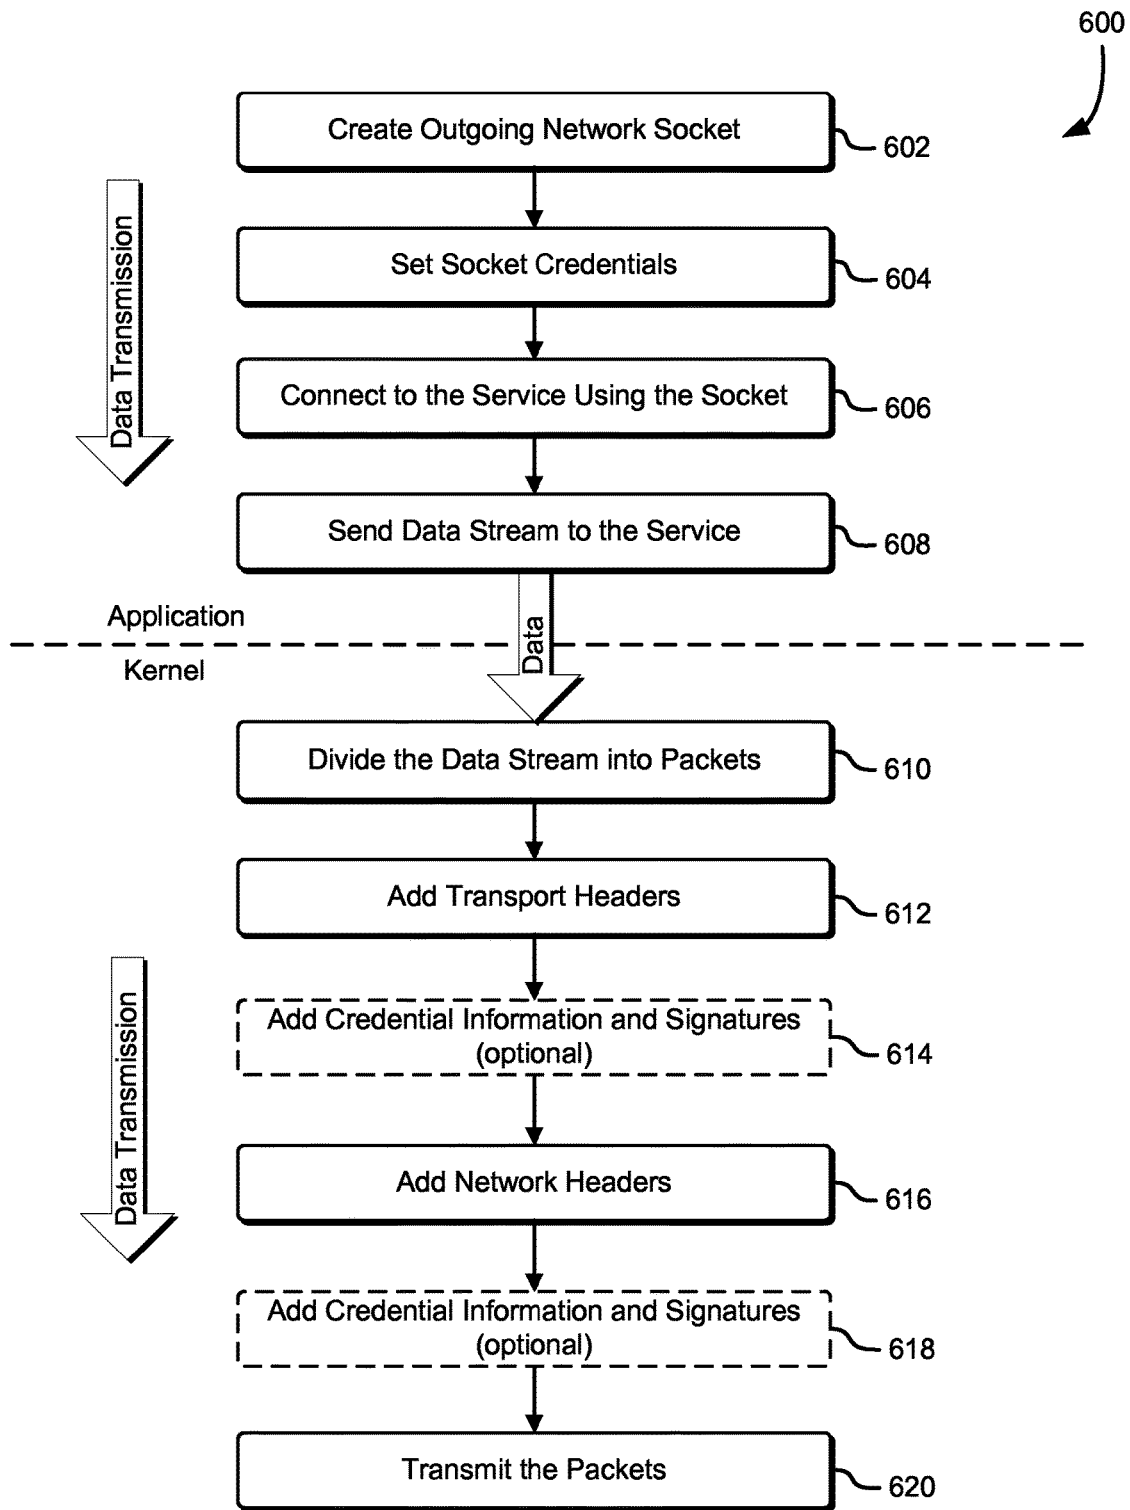 600
Create Outgoing Network Socket
602
Data Transmission
Set Socket Credentials
604
Connect to the Service Using the Socket
606
Send Data Stream to the Service
608
Application
Data
Kernel
Divide the Data Stream into Packets
610
Add Transport Headers
612
Data Transmission
Add Credential Information and Signatures
(optional)
614
Add Network Headers
616
Add Credential Information and Signatures
(optional)
618
Transmit the Packets
620